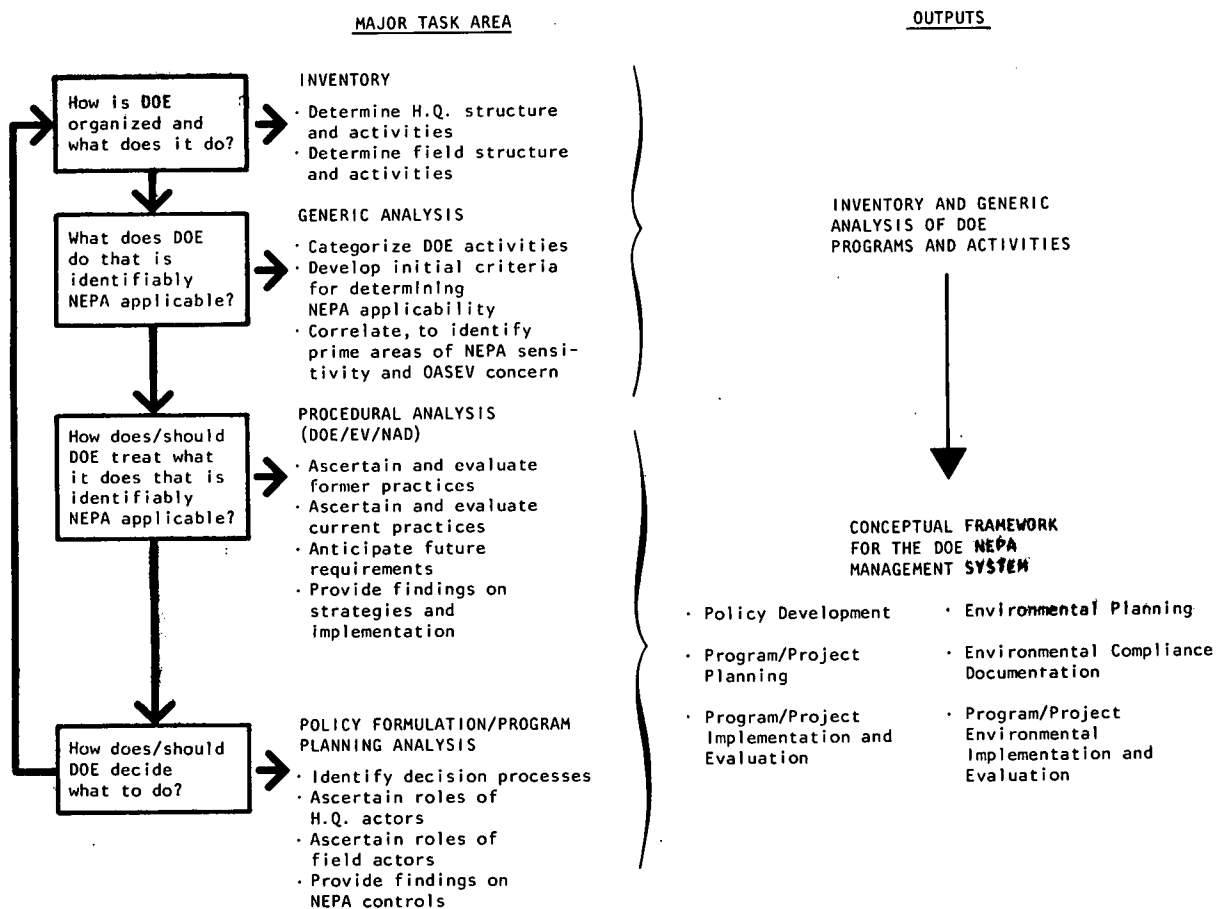 MAJOR TASK AREA
OUTPUTS
How is DOE
organized and
what does it do?
INVENTORY
· Determine H.Q. structure
and activities
· Determine field structure
and activities
What does DOE
do that is
identifiably
NEPA applicable?
GENERIC ANALYSIS
· Categorize DOE activities
· Develop initial criteria
for determining
NEPA applicability
· Correlate, to identify
prime areas of NEPA sensi-
tivity and OASEV concern
How does/should
DOE treat what
it does that is
identifiably
NEPA applicable?
PROCEDURAL ANALYSIS
(DOE/EV/NAD)
· Ascertain and evaluate
former practices
· Ascertain and evaluate
current practices
· Anticipate future
requirements
· Provide findings on
strategies and
implementation
How does/should
DOE decide
what to do?
POLICY FORMULATION/PROGRAM
PLANNING ANALYSIS
· Identify decision processes
· Ascertain roles of
H.Q. actors
· Ascertain roles of
field actors
· Provide findings on
NEPA controls
INVENTORY AND GENERIC
ANALYSIS OF DOE
PROGRAMS AND ACTIVITIES
CONCEPTUAL FRAMEWORK
FOR THE DOE NEPA
MANAGEMENT SYSTEM
· Policy Development
· Program/Project
Planning
· Program/Project
Implementation and
Evaluation
· Environmental Planning
· Environmental Compliance
Documentation
· Program/Project
Environmental
Implementation and
Evaluation